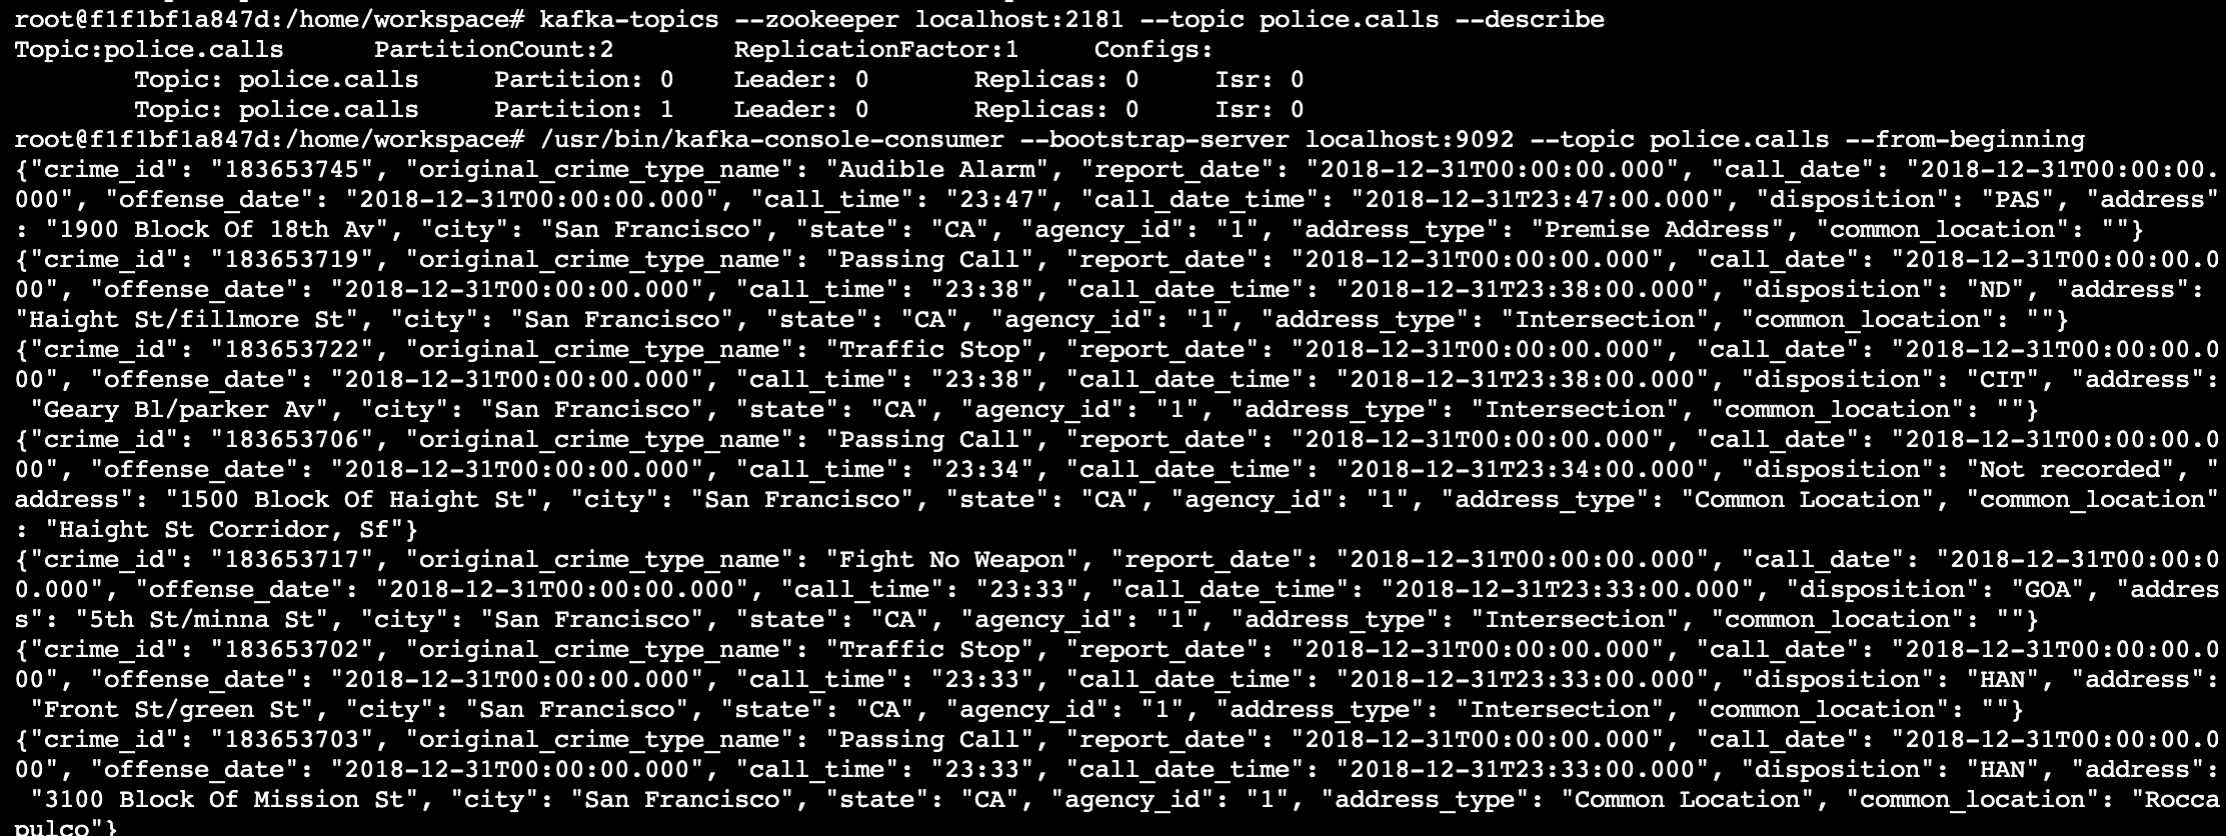 root@f1f1bf1a847d:/home/workspace# kafka-topics --zookeeper localhost:2181 --topic police.calls --describe
Topic:police.calls      PartitionCount:2        ReplicationFactor:1     Configs:
        Topic: police.calls     Partition: 0    Leader: 0       Replicas: 0     Isr: 0
        Topic: police.calls     Partition: 1    Leader: 0       Replicas: 0     Isr: 0
root@f1f1bf1a847d:/home/workspace# /usr/bin/kafka-console-consumer --bootstrap-server localhost:9092 --topic police.calls --from-beginning
{"crime_id": "183653745", "original_crime_type_name": "Audible Alarm", "report_date": "2018-12-31T00:00:00.000", "call_date": "2018-12-31T00:00:00.
000", "offense_date": "2018-12-31T00:00:00.000", "call_time": "23:47", "call_date_time": "2018-12-31T23:47:00.000", "disposition": "PAS", "address"
: "1900 Block Of 18th Av", "city": "San Francisco", "state": "CA", "agency_id": "1", "address_type": "Premise Address", "common_location": ""}
{"crime_id": "183653719", "original_crime_type_name": "Passing Call", "report_date": "2018-12-31T00:00:00.000", "call_date": "2018-12-31T00:00:00.0
00", "offense_date": "2018-12-31T00:00:00.000", "call_time": "23:38", "call_date_time": "2018-12-31T23:38:00.000", "disposition": "ND", "address":
"Haight St/fillmore St", "city": "San Francisco", "state": "CA", "agency_id": "1", "address_type": "Intersection", "common_location": ""}
{"crime_id": "183653722", "original_crime_type_name": "Traffic Stop", "report_date": "2018-12-31T00:00:00.000", "call_date": "2018-12-31T00:00:00.0
00", "offense_date": "2018-12-31T00:00:00.000", "call_time": "23:38", "call_date_time": "2018-12-31T23:38:00.000", "disposition": "CIT", "address":
 "Geary Bl/parker Av", "city": "San Francisco", "state": "CA", "agency_id": "1", "address_type": "Intersection", "common_location": ""}
{"crime_id": "183653706", "original_crime_type_name": "Passing Call", "report_date": "2018-12-31T00:00:00.000", "call_date": "2018-12-31T00:00:00.0
00", "offense_date": "2018-12-31T00:00:00.000", "call_time": "23:34", "call_date_time": "2018-12-31T23:34:00.000", "disposition": "Not recorded", "
address": "1500 Block Of Haight St", "city": "San Francisco", "state": "CA", "agency_id": "1", "address_type": "Common Location", "common_location"
: "Haight St Corridor, Sf"}
{"crime_id": "183653717", "original_crime_type_name": "Fight No Weapon", "report_date": "2018-12-31T00:00:00.000", "call_date": "2018-12-31T00:00:0
0.000", "offense_date": "2018-12-31T00:00:00.000", "call_time": "23:33", "call_date_time": "2018-12-31T23:33:00.000", "disposition": "GOA", "addres
s": "5th St/minna St", "city": "San Francisco", "state": "CA", "agency_id": "1", "address_type": "Intersection", "common_location": ""}
{"crime_id": "183653702", "original_crime_type_name": "Traffic Stop", "report_date": "2018-12-31T00:00:00.000", "call_date": "2018-12-31T00:00:00.0
00", "offense_date": "2018-12-31T00:00:00.000", "call_time": "23:33", "call_date_time": "2018-12-31T23:33:00.000", "disposition": "HAN", "address":
 "Front St/green St", "city": "San Francisco", "state": "CA", "agency_id": "1", "address_type": "Intersection", "common_location": ""}
{"crime_id": "183653703", "original_crime_type_name": "Passing Call", "report_date": "2018-12-31T00:00:00.000", "call_date": "2018-12-31T00:00:00.0
00", "offense_date": "2018-12-31T00:00:00.000", "call_time": "23:33", "call_date_time": "2018-12-31T23:33:00.000", "disposition": "HAN", "address":
 "3100 Block Of Mission St", "city": "San Francisco", "state": "CA", "agency_id": "1", "address_type": "Common Location", "common_location": "Rocca
pulco"}